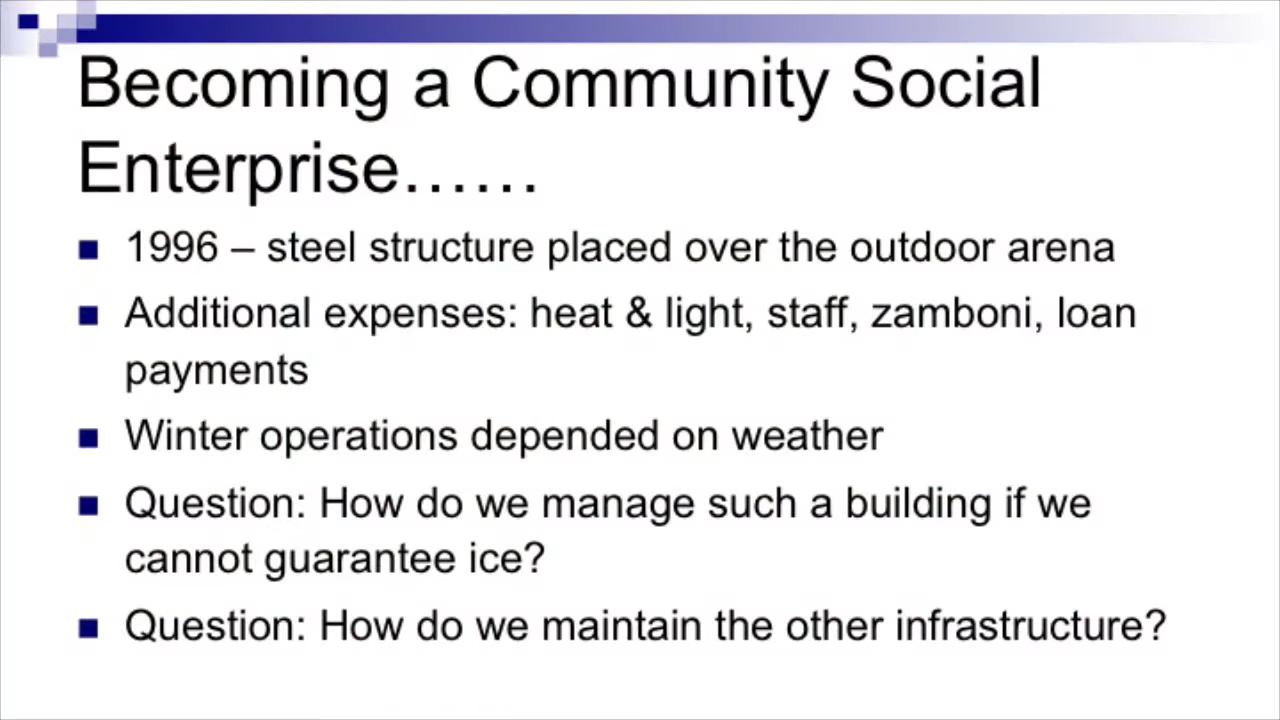 Becoming a Community Social
Enterprise……
1996 – steel structure placed over the outdoor arena
Additional expenses: heat & light, staff, zamboni, loan
payments
Winter operations depended on weather
Question: How do we manage such a building if we
cannot guarantee ice?
Question: How do we maintain the other infrastructure?